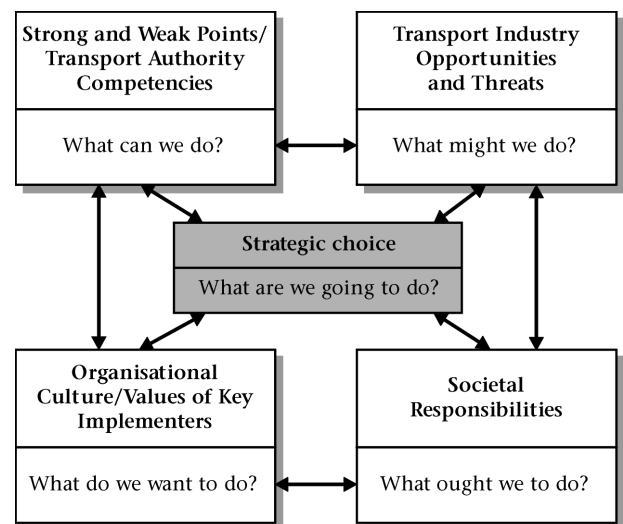 Strong and Weak Points/
Transport Authority
Competencies
What can we do?
Transport Industry
Opportunities
and Threats
What might we do?
Strategic choice
What are we going to do?
Organisational
Culture/Values of Key
Implementers
What do we want to do?
Societal
Responsibilities
What ought we to do?